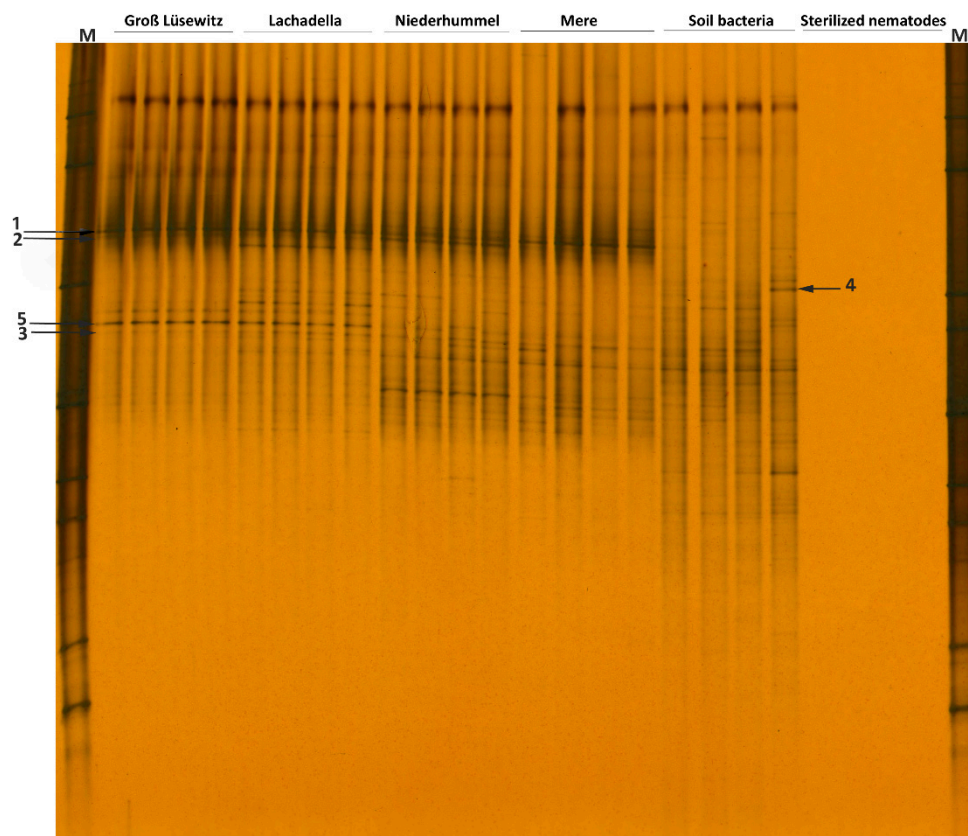 Groß Lüsewitz Lachadella Niederhummel Mere Soil bacteria Sterilized nematodes
M M
1
2
4
5
3